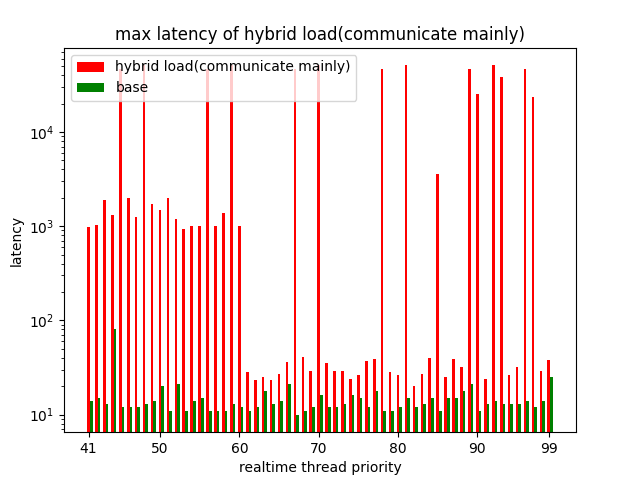 max latency of hybrid load(communicate mainly)
hybrid load(communicate mainly)
base
10^4
10^3
10^2
10^1
latency
41 50 60 70 80 90 99
realtime thread priority